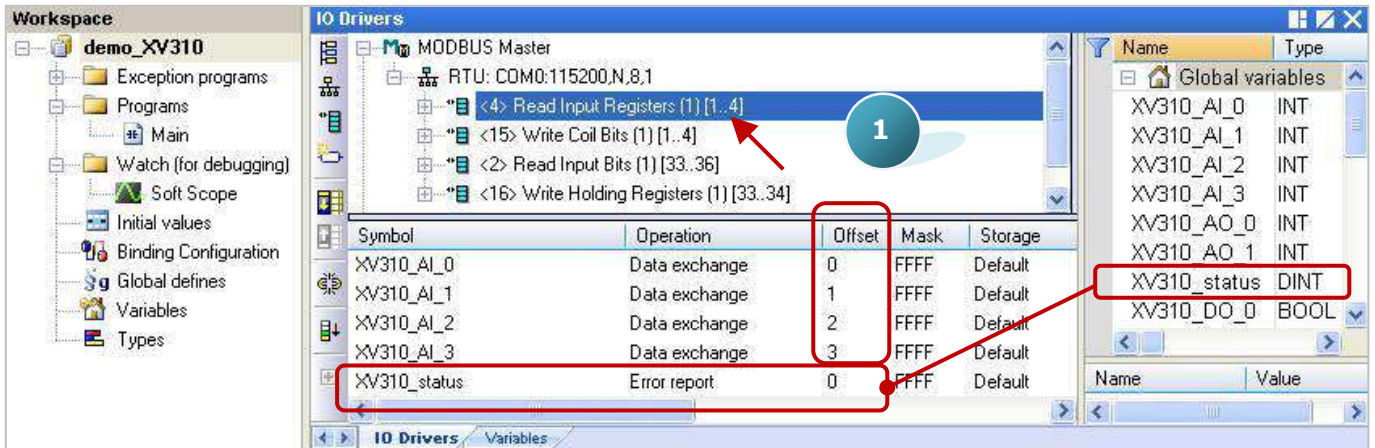 Workspace
demo_XV310
Exception programs
Programs
Main
Watch (for debugging)
Soft Scope
Initial values
Binding Configuration
Global defines
Variables
Types
IO Drivers
MODBUS Master
RTU: COM0:115200,N,8,1
<4> Read Input Registers (1) [1..4]
<15> Write Coil Bits (1) [1..4]
<2> Read Input Bits (1) [33..36]
<16> Write Holding Registers (1) [33..34]
1
Symbol Operation Offset Mask Storage
XV310_AI_0 Data exchange 0 FFFF Default
XV310_AI_1 Data exchange 1 FFFF Default
XV310_AI_2 Data exchange 2 FFFF Default
XV310_AI_3 Data exchange 3 FFFF Default
XV310_status Error report 0 FFFF Default
IO Drivers Variables
Name Type
Global variables
XV310_AI_0 INT
XV310_AI_1 INT
XV310_AI_2 INT
XV310_AI_3 INT
XV310_AO_0 INT
XV310_AO_1 INT
XV310_status DINT
XV310_DO_0 BOOL
Name Value